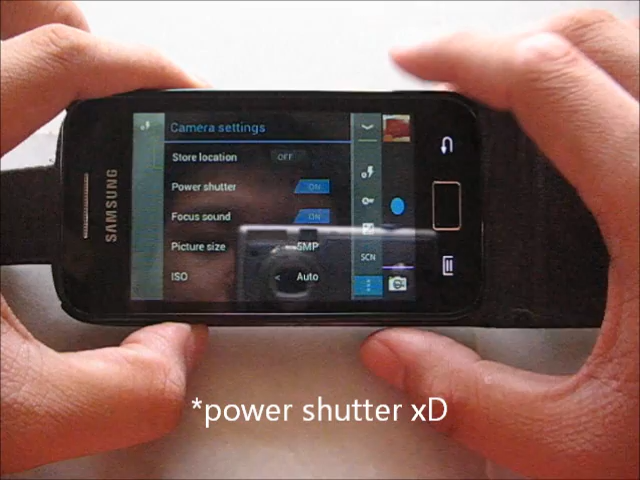 SAMSUNG
Camera settings
Store location OFF
Power shutter ON
Focus sound ON
Picture size 5MP
ISO < Auto
SCN
*power shutter xD